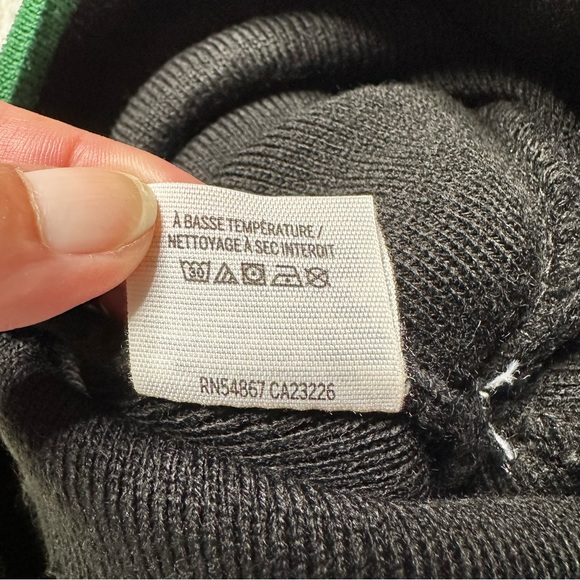 À BASSE TEMPÉRATURE /
NETTOYAGE À SEC INTERDIT
30
RN54867 CA23226